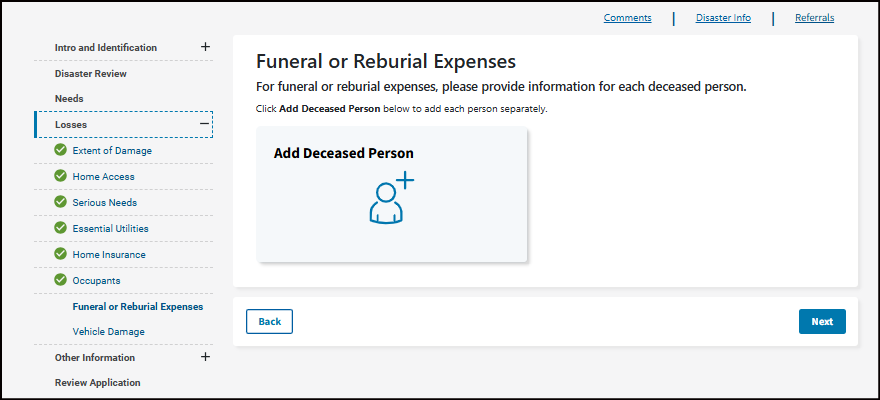 Comments | Disaster Info | Referrals
Intro and Identification +
Disaster Review
Needs
Losses −
Extent of Damage
Home Access
Serious Needs
Essential Utilities
Home Insurance
Occupants
Funeral or Reburial Expenses
Vehicle Damage
Other Information +
Review Application
Funeral or Reburial Expenses
For funeral or reburial expenses, please provide information for each deceased person.
Click Add Deceased Person below to add each person separately.
Add Deceased Person
Back
Next